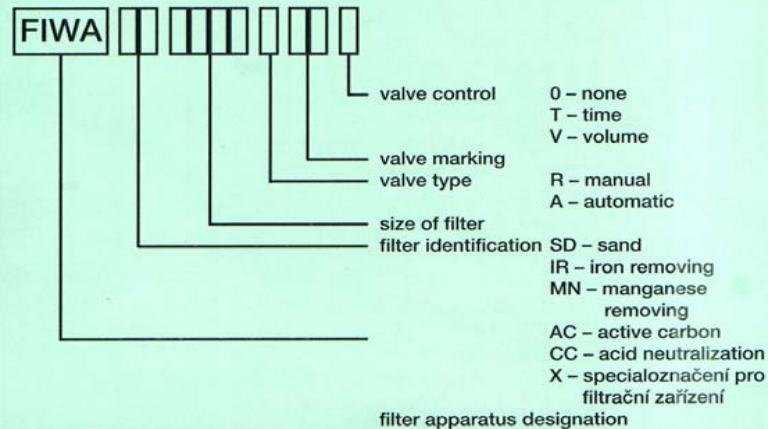 FIWA
valve control 0 – none
T – time
V – volume
valve marking
valve type R – manual
A – automatic
size of filter
filter identification SD – sand
IR – iron removing
MN – manganese
removing
AC – active carbon
CC – acid neutralization
X – specialoznačení pro
filtrační zařízení
filter apparatus designation